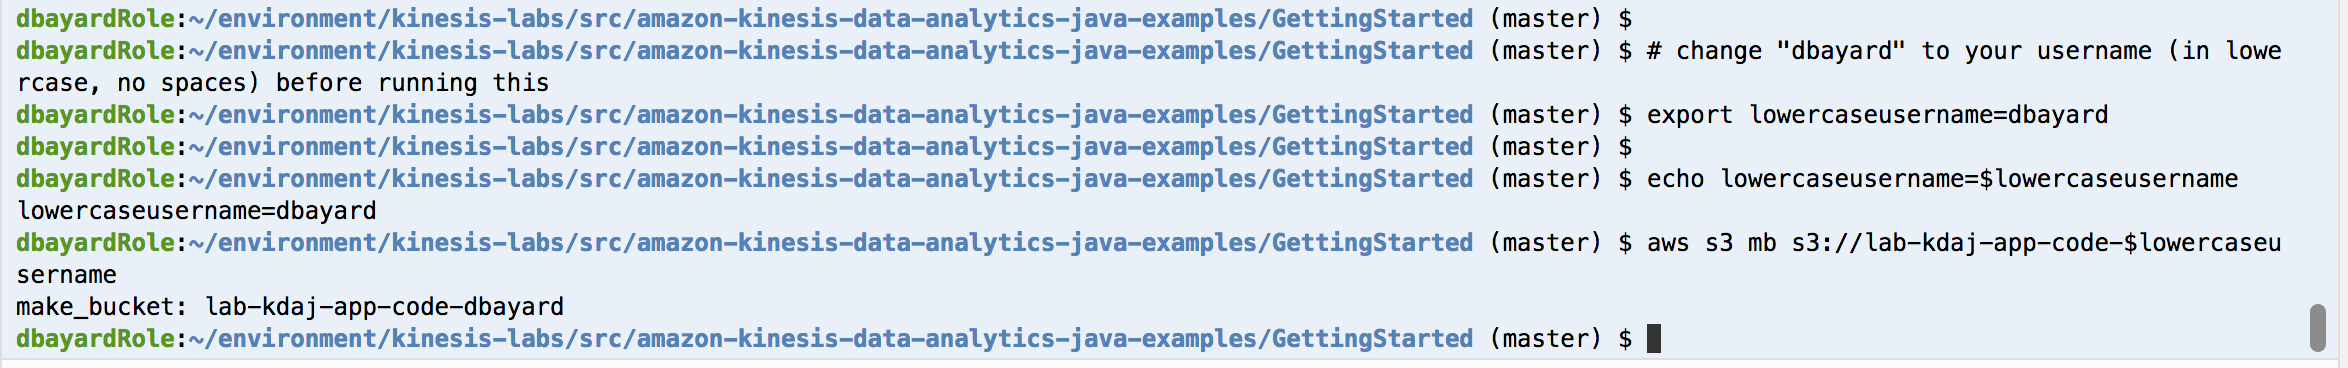 dbayardRole:~/environment/kinesis-labs/src/amazon-kinesis-data-analytics-java-examples/GettingStarted (master) $
dbayardRole:~/environment/kinesis-labs/src/amazon-kinesis-data-analytics-java-examples/GettingStarted (master) $ # change "dbayard" to your username (in lowe
rcase, no spaces) before running this
dbayardRole:~/environment/kinesis-labs/src/amazon-kinesis-data-analytics-java-examples/GettingStarted (master) $ export lowercaseusername=dbayard
dbayardRole:~/environment/kinesis-labs/src/amazon-kinesis-data-analytics-java-examples/GettingStarted (master) $
dbayardRole:~/environment/kinesis-labs/src/amazon-kinesis-data-analytics-java-examples/GettingStarted (master) $ echo lowercaseusername=$lowercaseusername
lowercaseusername=dbayard
dbayardRole:~/environment/kinesis-labs/src/amazon-kinesis-data-analytics-java-examples/GettingStarted (master) $ aws s3 mb s3://lab-kdaj-app-code-$lowercaseu
sername
make_bucket: lab-kdaj-app-code-dbayard
dbayardRole:~/environment/kinesis-labs/src/amazon-kinesis-data-analytics-java-examples/GettingStarted (master) $